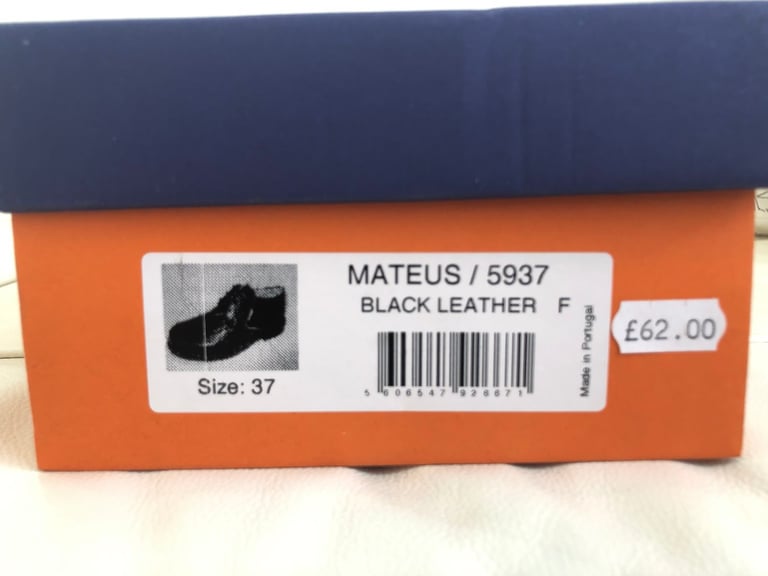 MATEUS / 5937
BLACK LEATHER F
Size: 37
5 606547 926671
Made in Portugal
£62.00